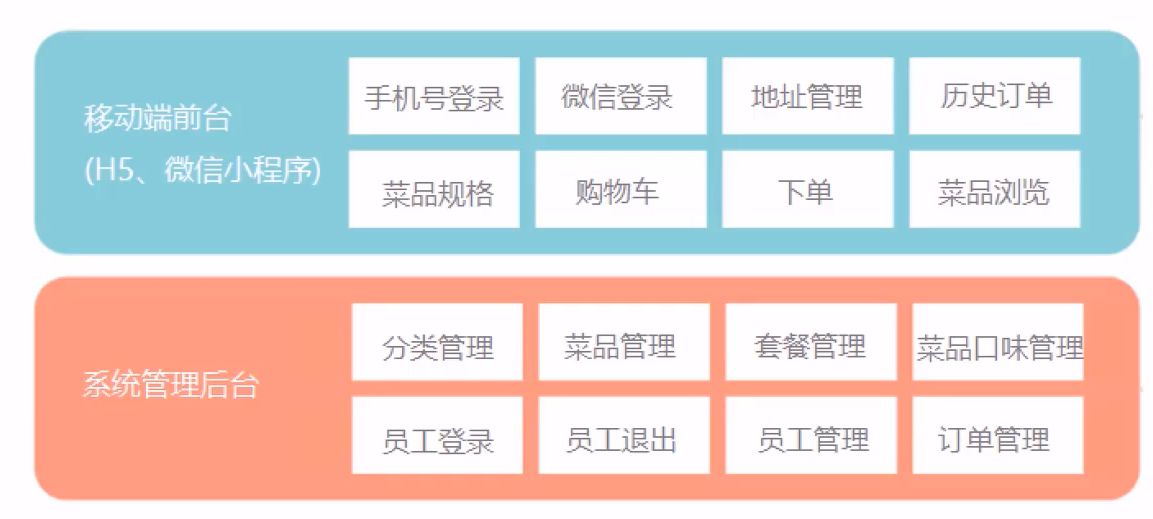 移动端前台
(H5、微信小程序)
手机号登录 微信登录 地址管理 历史订单
菜品规格 购物车 下单 菜品浏览
系统管理后台
分类管理 菜品管理 套餐管理 菜品口味管理
员工登录 员工退出 员工管理 订单管理